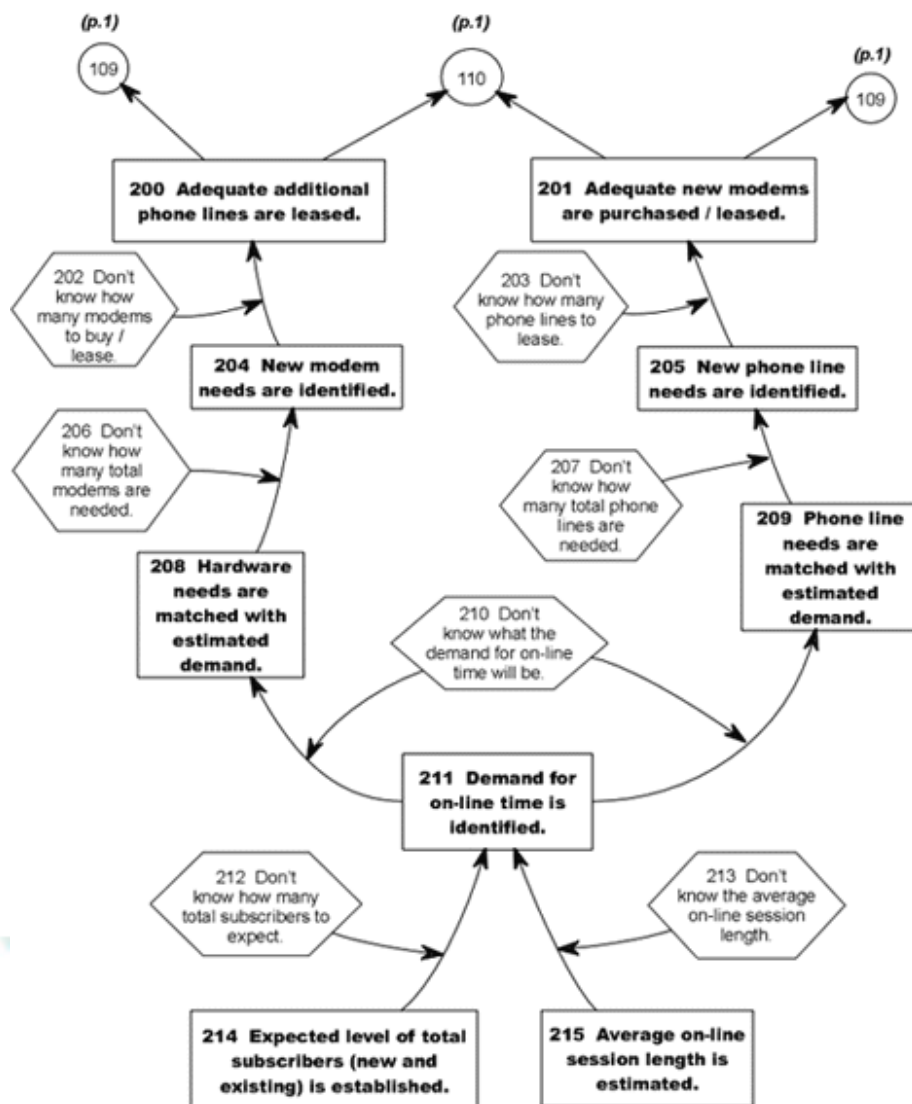 (p.1)
(p.1)
(p.1)
109
110
109
200 Adequate additional
phone lines are leased.
201 Adequate new modems
are purchased / leased.
202 Don't
know how
many modems
to buy /
lease.
203 Don't
know how many
phone lines to
lease.
204 New modem
needs are identified.
205 New phone line
needs are identified.
206 Don't
know how
many total
modems are
needed.
207 Don't
know how
many total phone
lines are
needed.
208 Hardware
needs are
matched with
estimated
demand.
209 Phone line
needs are
matched with
estimated
demand.
210 Don't
know what the
demand for on-line
time will be.
211 Demand for
on-line time is
identified.
212 Don't
know how many
total subscribers to
expect.
213 Don't
know the average
on-line session
length.
214 Expected level of total
subscribers (new and
existing) is established.
215 Average on-line
session length is
estimated.